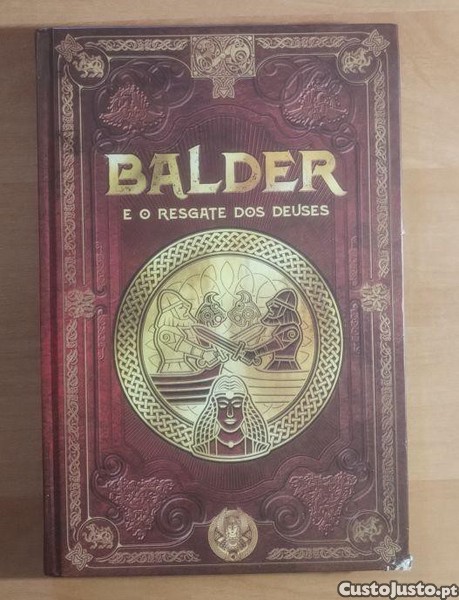 BALDER
E O RESGATE DOS DEUSES
CustoJusto.pt